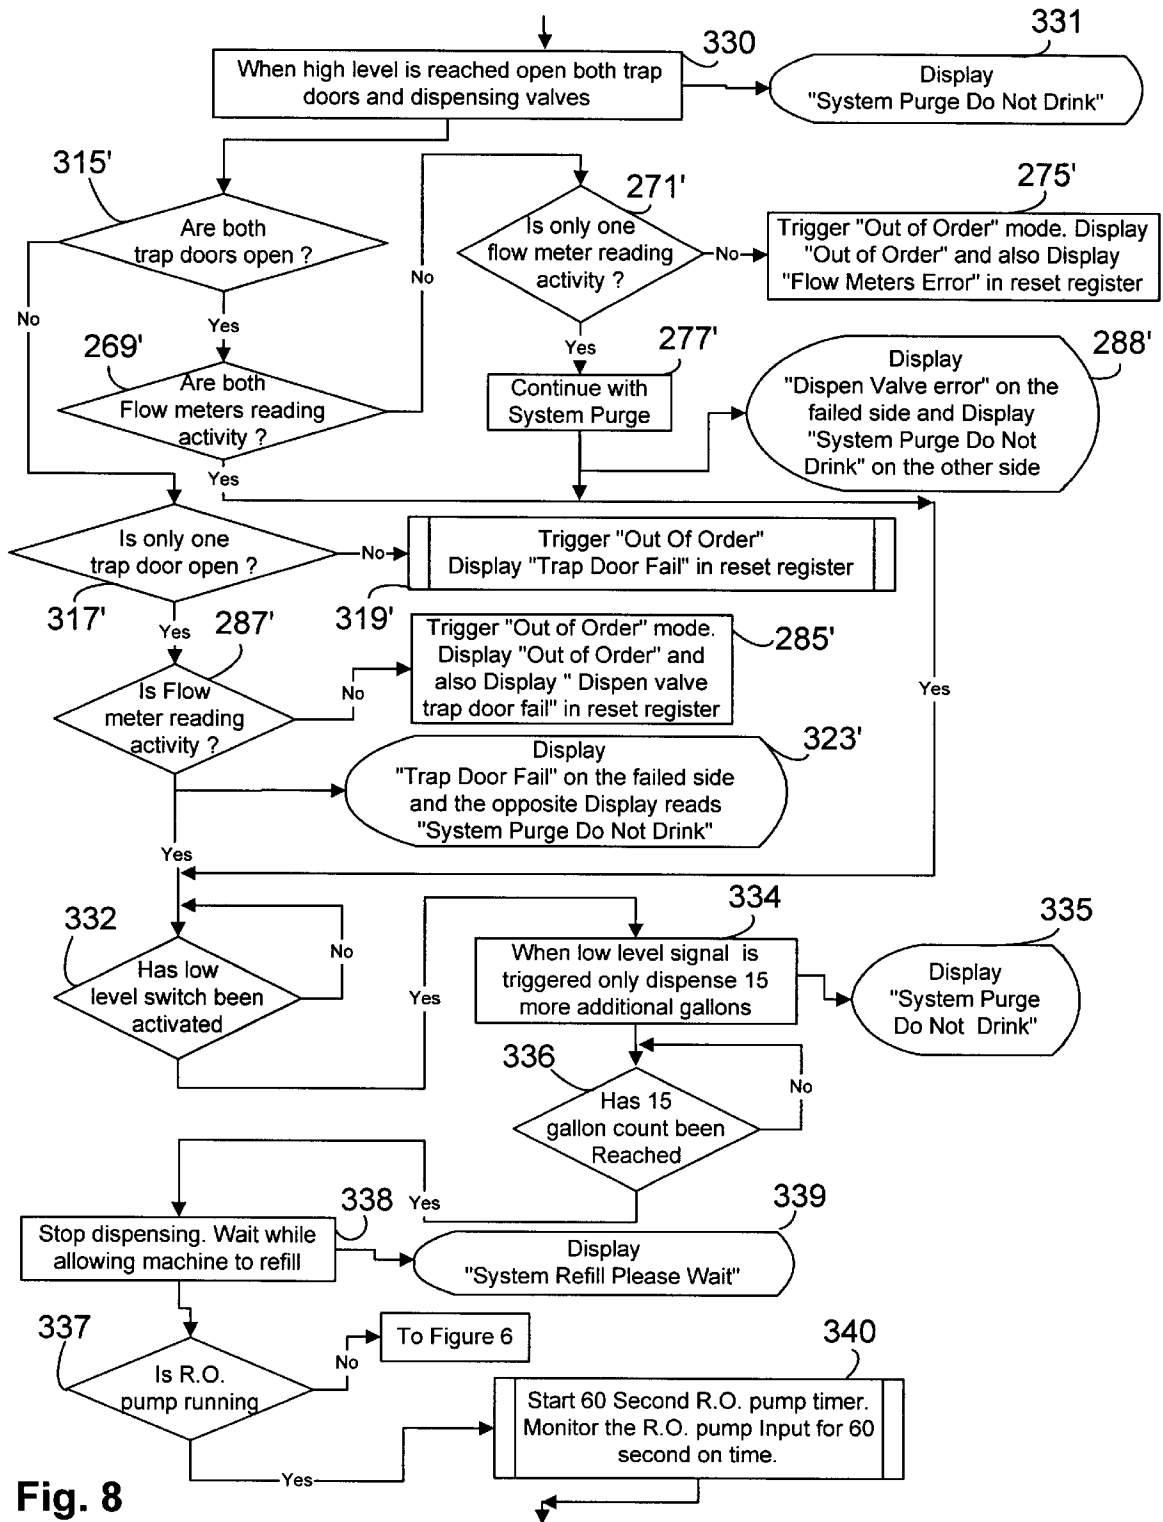 330
When high level is reached open both trap
doors and dispensing valves
331
Display
"System Purge Do Not Drink"
315'
Are both
trap doors open ?
No
Yes
269'
Are both
Flow meters reading
activity ?
No
Yes
271'
Is only one
flow meter reading
activity ?
No
Yes
275'
Trigger "Out of Order" mode. Display
"Out of Order" and also Display
"Flow Meters Error" in reset register
277'
Continue with
System Purge
288'
Display
"Dispen Valve error" on the
failed side and Display
"System Purge Do Not
Drink" on the other side
Is only one
trap door open ?
317'
No
Yes
Trigger "Out Of Order"
Display "Trap Door Fail" in reset register
319'
287'
Is Flow
meter reading
activity ?
No
Trigger "Out of Order" mode.
Display "Out of Order" and
also Display " Dispen valve
trap door fail" in reset register
285'
Yes
323'
Display
"Trap Door Fail" on the failed side
and the opposite Display reads
"System Purge Do Not Drink"
Yes
332
Has low
level switch been
activated
No
Yes
334
When low level signal is
triggered only dispense 15
more additional gallons
335
Display
"System Purge
Do Not Drink"
336
Has 15
gallon count been
Reached
No
Yes
338
Stop dispensing. Wait while
allowing machine to refill
339
Display
"System Refill Please Wait"
337
Is R.O.
pump running
No
To Figure 6
Yes
340
Start 60 Second R.O. pump timer.
Monitor the R.O. pump Input for 60
second on time.
Fig. 8